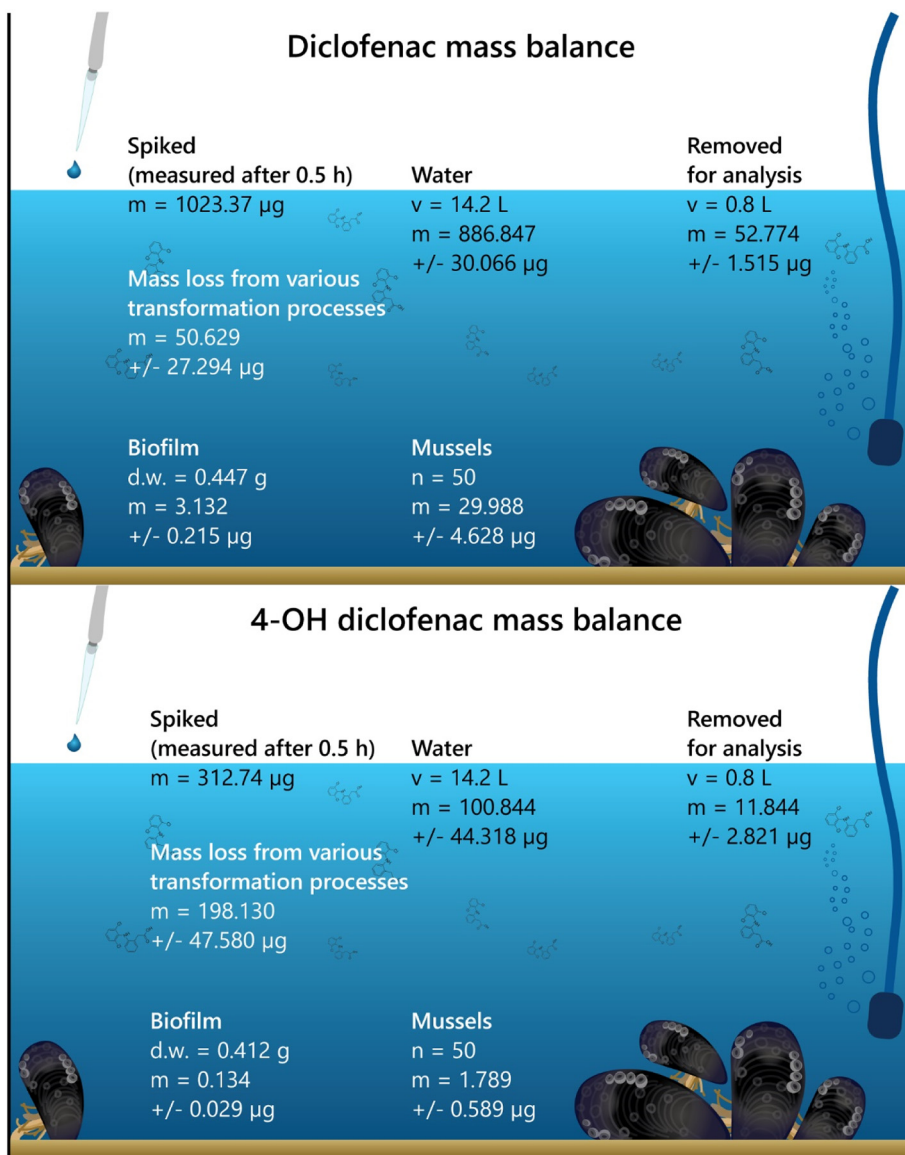 Diclofenac mass balance
Spiked
(measured after 0.5 h)
m = 1023.37 µg
Water
v = 14.2 L
m = 886.847
+/- 30.066 µg
Removed
for analysis
v = 0.8 L
m = 52.774
+/- 1.515 µg
Mass loss from various
transformation processes
m = 50.629
+/- 27.294 µg
Biofilm
d.w. = 0.447 g
m = 3.132
+/- 0.215 µg
Mussels
n = 50
m = 29.988
+/- 4.628 µg
4-OH diclofenac mass balance
Spiked
(measured after 0.5 h)
m = 312.74 µg
Water
v = 14.2 L
m = 100.844
+/- 44.318 µg
Removed
for analysis
v = 0.8 L
m = 11.844
+/- 2.821 µg
Mass loss from various
transformation processes
m = 198.130
+/- 47.580 µg
Biofilm
d.w. = 0.412 g
m = 0.134
+/- 0.029 µg
Mussels
n = 50
m = 1.789
+/- 0.589 µg